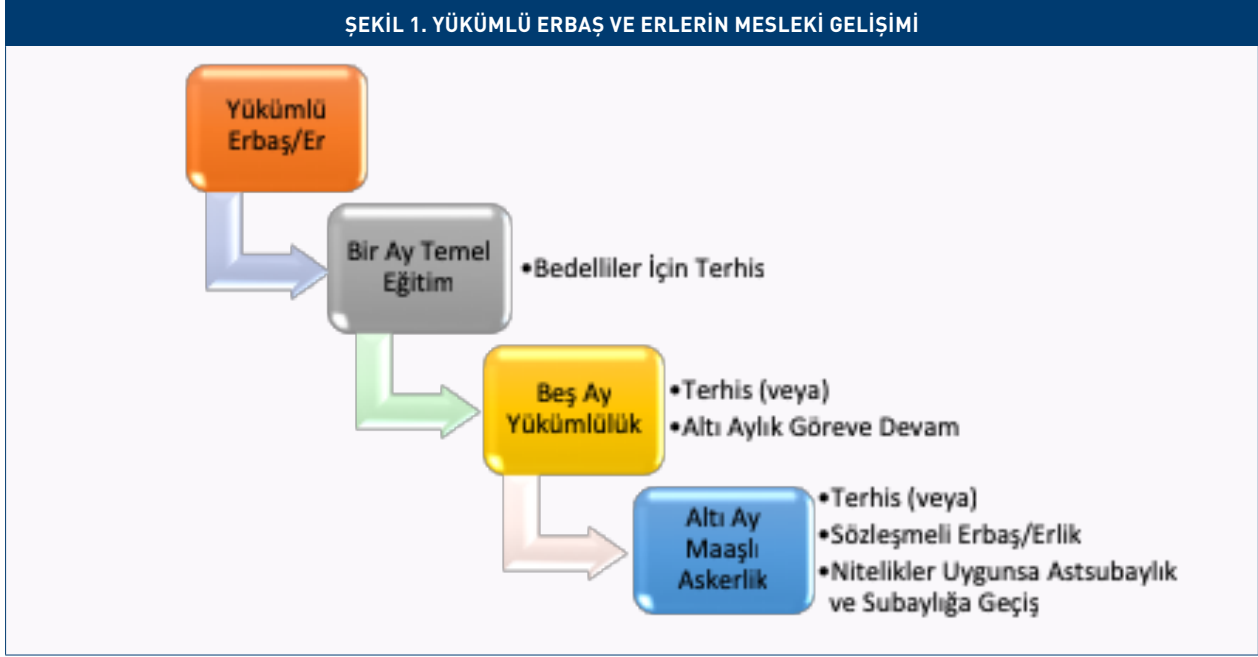 ŞEKİL 1. YÜKÜMLÜ ERBAŞ VE ERLERİN MESLEKİ GELİŞİMİ
Yükümlü
Erbaş/Er
Bir Ay Temel
Eğitim
•Bedelliler İçin Terhis
Beş Ay
Yükümlülük
•Terhis (veya)
•Altı Aylık Göreve Devam
Altı Ay
Maaşlı
Askerlik
•Terhis (veya)
•Sözleşmeli Erbaş/Erlik
•Nitelikler Uygunsa Astsubaylık
ve Subaylığa Geçiş